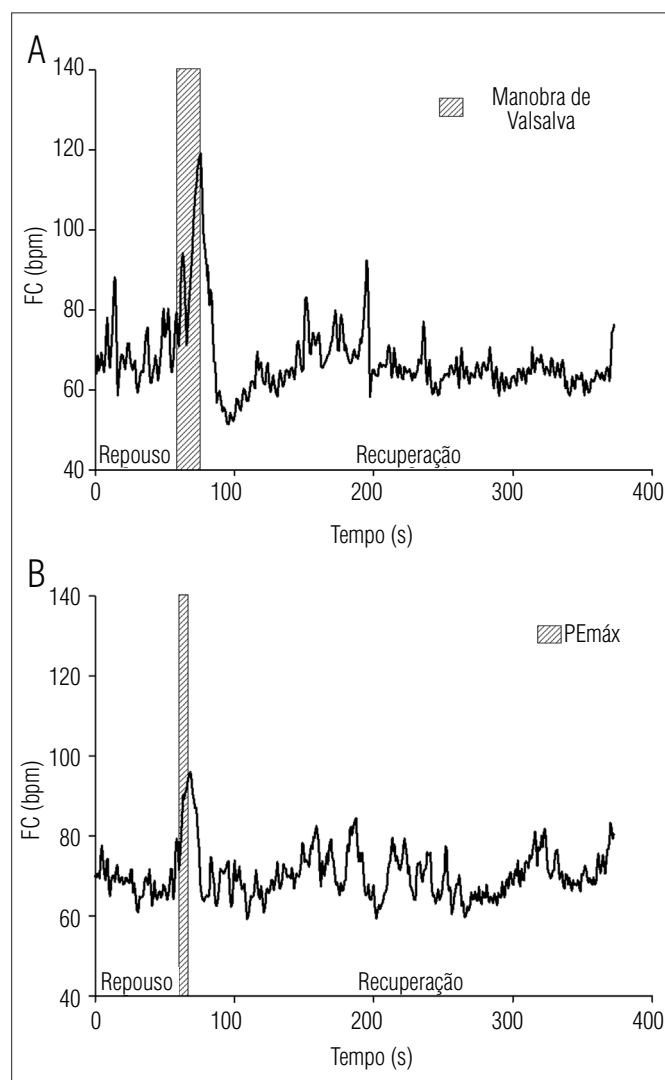 A
140
120
100
80
60
40
FC (bpm)
Manobra de
Valsalva
Repouso
Recuperação
0
100
200
300
400
Tempo (s)
B
140
120
100
80
60
40
FC (bpm)
PEmáx
Repouso
Recuperação
0
100
200
300
400
Tempo (s)